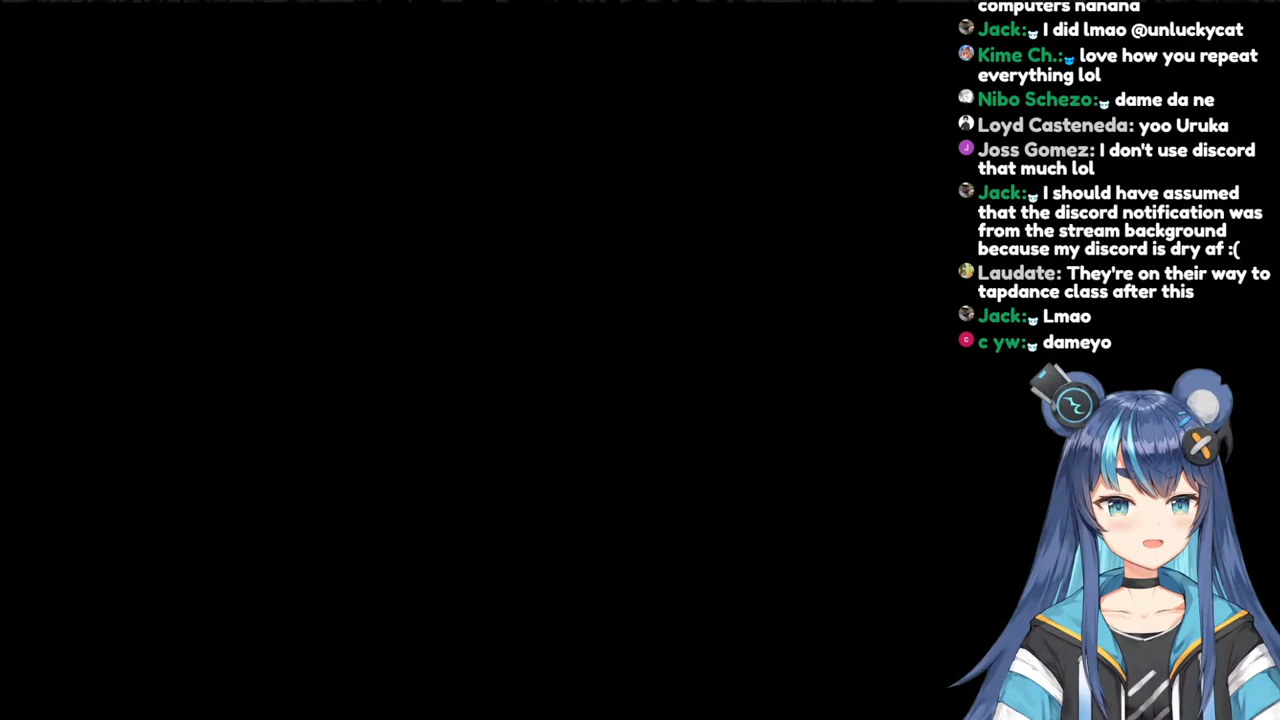 computers nanana
Jack: I did lmao @unluckycat
Kime Ch.: love how you repeat
everything lol
Nibo Schezo: dame da ne
Loyd Casteneda: yoo Uruka
J Joss Gomez: I don't use discord
that much lol
Jack: I should have assumed
that the discord notification was
from the stream background
because my discord is dry af :(
Laudate: They're on their way to
tapdance class after this
Jack: Lmao
c c yw: dameyo